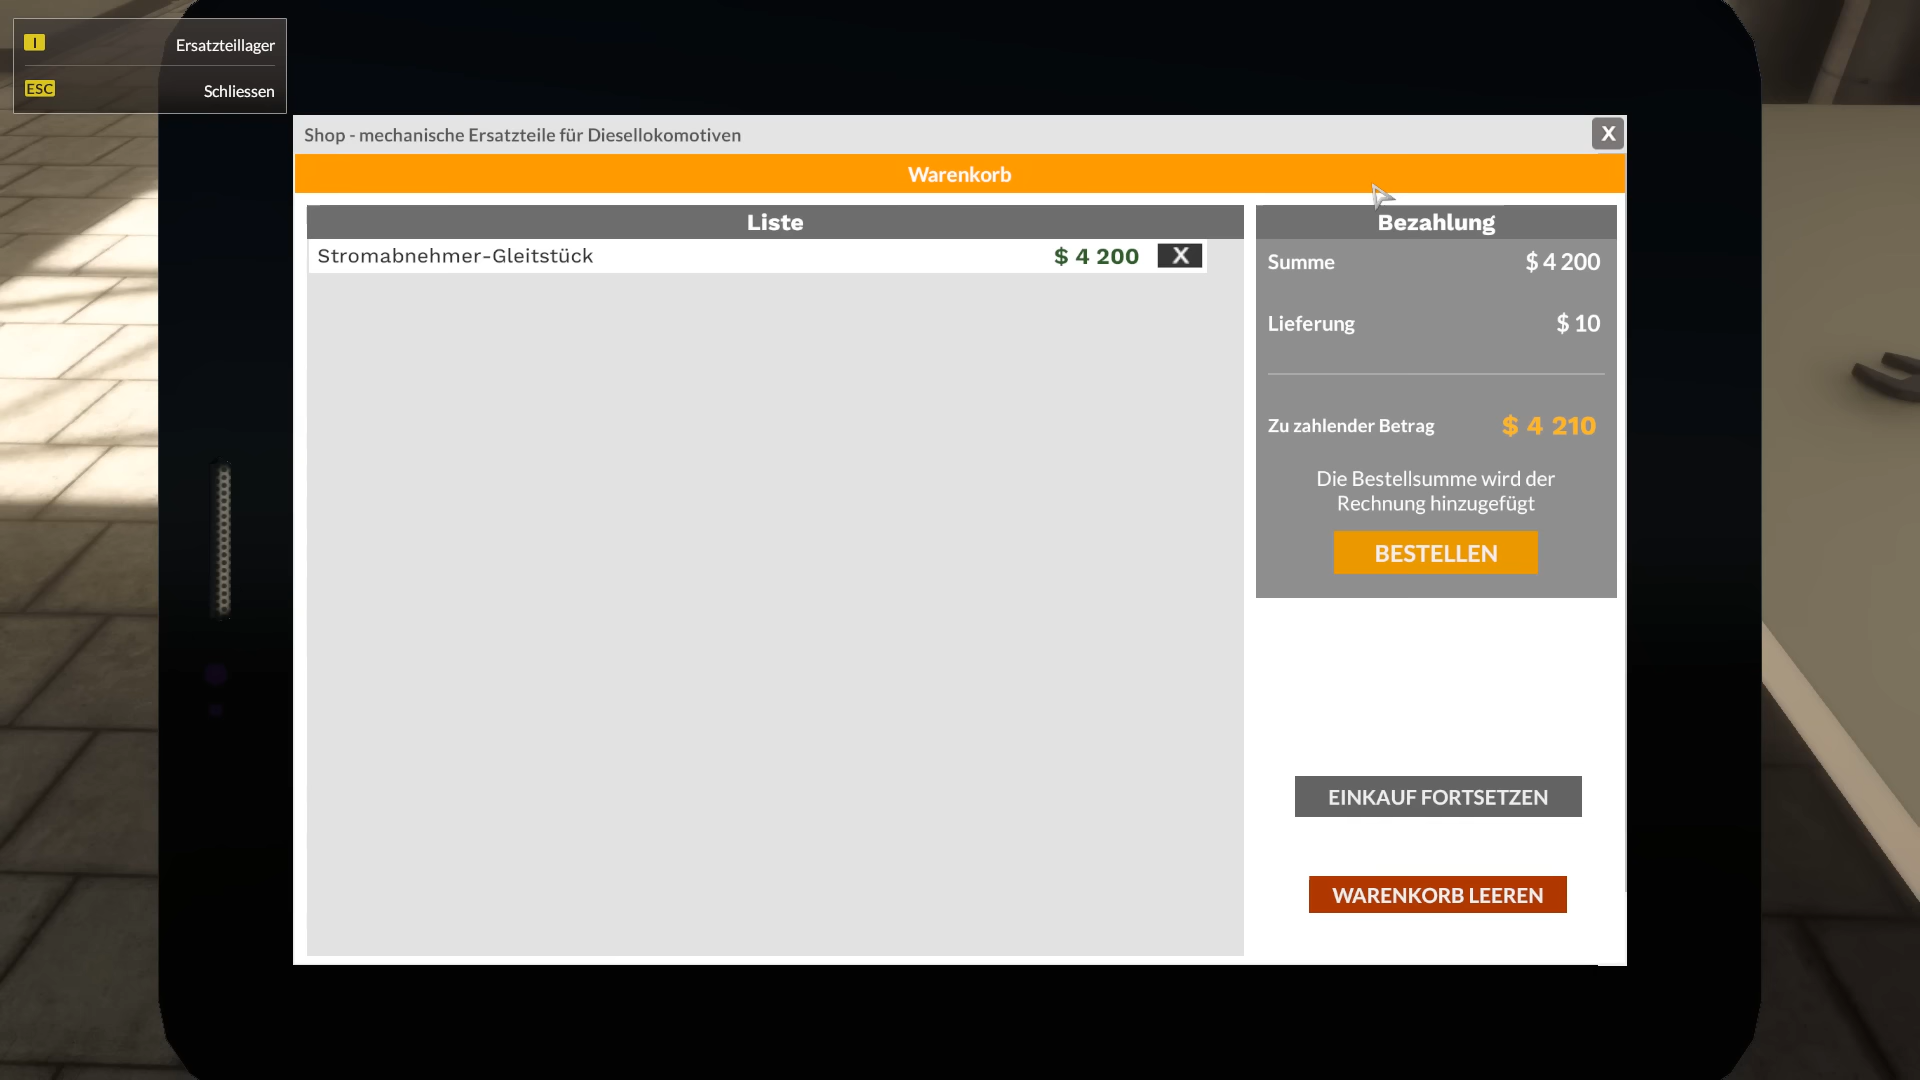 I Ersatzteillager
ESC Schliessen
Shop - mechanische Ersatzteile für Diesellokomotiven X
Warenkorb
Liste
Stromabnehmer-Gleitstück $ 4 200 X
Bezahlung
Summe $ 4 200
Lieferung $ 10
Zu zahlender Betrag $ 4 210
Die Bestellsumme wird der
Rechnung hinzugefügt
BESTELLEN
EINKAUF FORTSETZEN
WARENKORB LEEREN